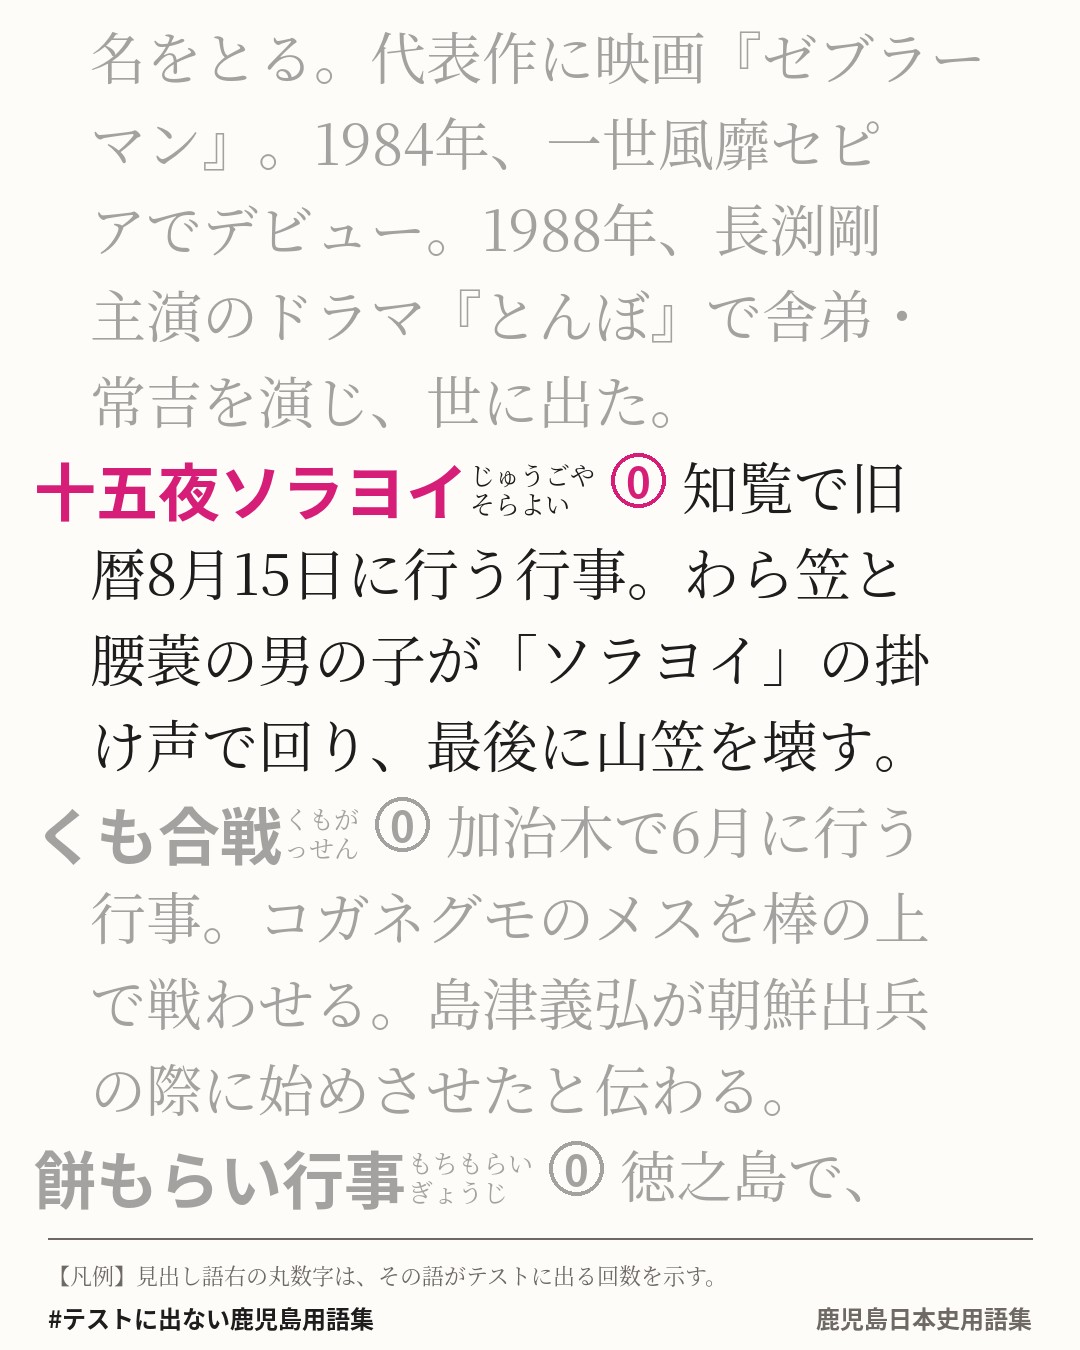 名をとる。代表作に映画『ゼブラー
マン』。1984年、一世風靡セピ
アでデビュー。1988年、長渕剛
主演のドラマ『とんぼ』で舎弟・
常吉を演じ、世に出た。
十五夜ソラヨイ じゅうごや そらよい ⓪ 知覧で旧
暦8月15日に行う行事。わら笠と
腰蓑の男の子が「ソラヨイ」の掛
け声で回り、最後に山笠を壊す。
くも合戦 くもが っせん ⓪ 加治木で6月に行う
行事。コガネグモのメスを棒の上
で戦わせる。島津義弘が朝鮮出兵
の際に始めさせたと伝わる。
餅もらい行事 もちもらい ぎょうじ ⓪ 徳之島で、
【凡例】見出し語右の丸数字は、その語がテストに出る回数を示す。
#テストに出ない鹿児島用語集 鹿児島日本史用語集